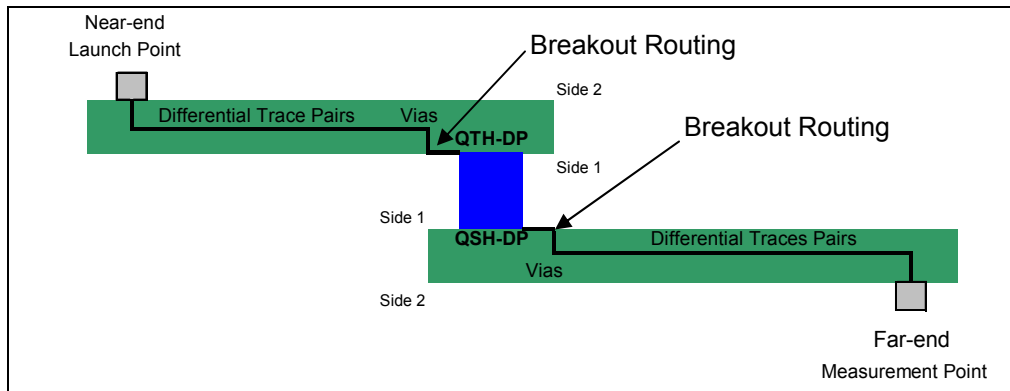 Near-end
Launch Point
Breakout Routing
Side 2
Differential Trace Pairs
Vias
QTH-DP
Breakout Routing
Side 1
Side 1
QSH-DP
Differential Traces Pairs
Vias
Side 2
Far-end
Measurement Point